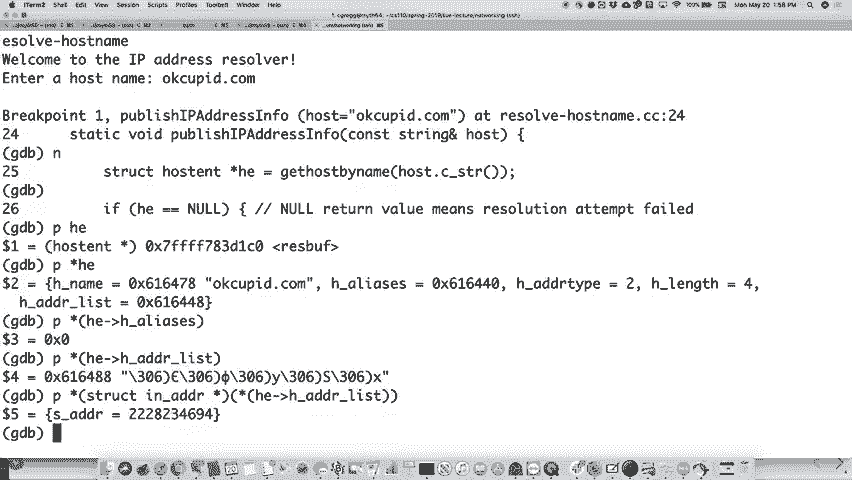 iTerm2 Shell Edit View Session Scripts Profiles Toolbelt Window Help
100% Mon May 20 1:58 PM
esolve-hostname
Welcome to the IP address resolver!
Enter a host name: okcupid.com
Breakpoint 1, publishIPAddressInfo (host="okcupid.com") at resolve-hostname.cc:24
24 static void publishIPAddressInfo(const string& host) {
(gdb) n
25 struct hostent *he = gethostbyname(host.c_str());
(gdb)
26 if (he == NULL) { // NULL return value means resolution attempt failed
(gdb) p he
$1 = (hostent *) 0x7ffff783d1c0 <resbuf>
(gdb) p *he
$2 = {h_name = 0x616478 "okcupid.com", h_aliases = 0x616440, h_addrtype = 2, h_length = 4,
h_addr_list = 0x616448}
(gdb) p *(he->h_aliases)
$3 = 0x0
(gdb) p *(he->h_addr_list)
$4 = 0x616488 "\306)Є\306)ф\306)y\306)S\306)x"
(gdb) p *(struct in_addr *)(*(he->h_addr_list))
$5 = {s_addr = 2228234694}
(gdb)